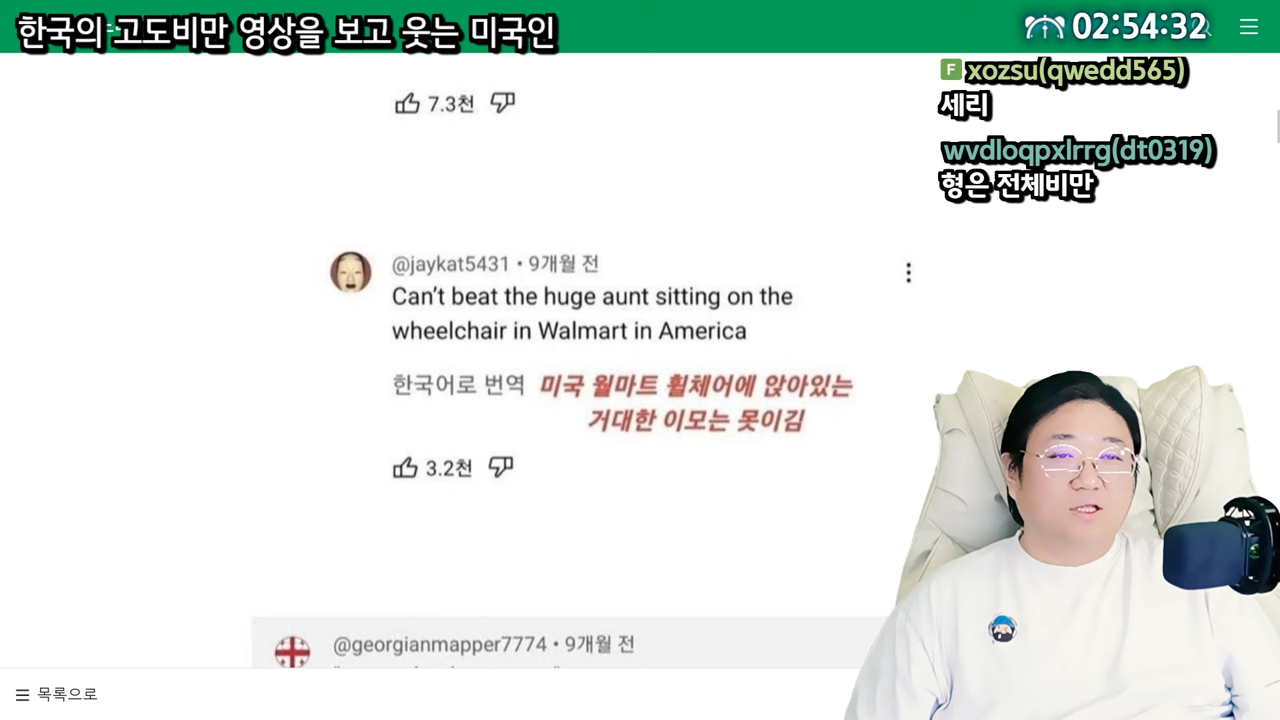 한국의 고도비만 영상을 보고 웃는 미국인
02:54:32
F xozsu(qwedd565)
세리
wvdloqpxlrrg(dt0319)
형은 전체비만
7.3천
@jaykat5431 • 9개월 전
Can't beat the huge aunt sitting on the
wheelchair in Walmart in America
한국어로 번역 미국 월마트 휠체어에 앉아있는
거대한 이모는 못이김
3.2천
@georgianmapper7774 • 9개월 전
목록으로